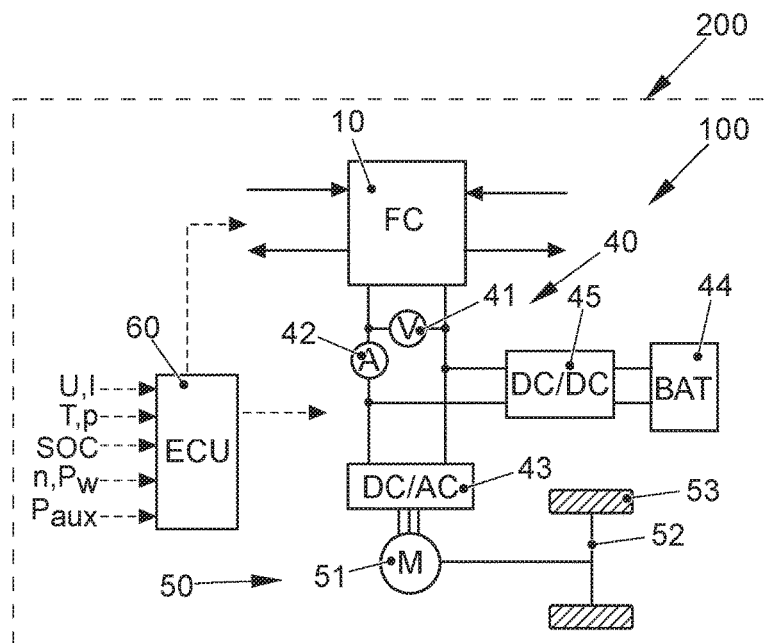 200
10
100
FC
40
41
45
44
42
V
60
A
U,I
DC/DC
BAT
T,p
SOC
ECU
n,Pw
DC/AC
43
53
Paux
52
50
51
M